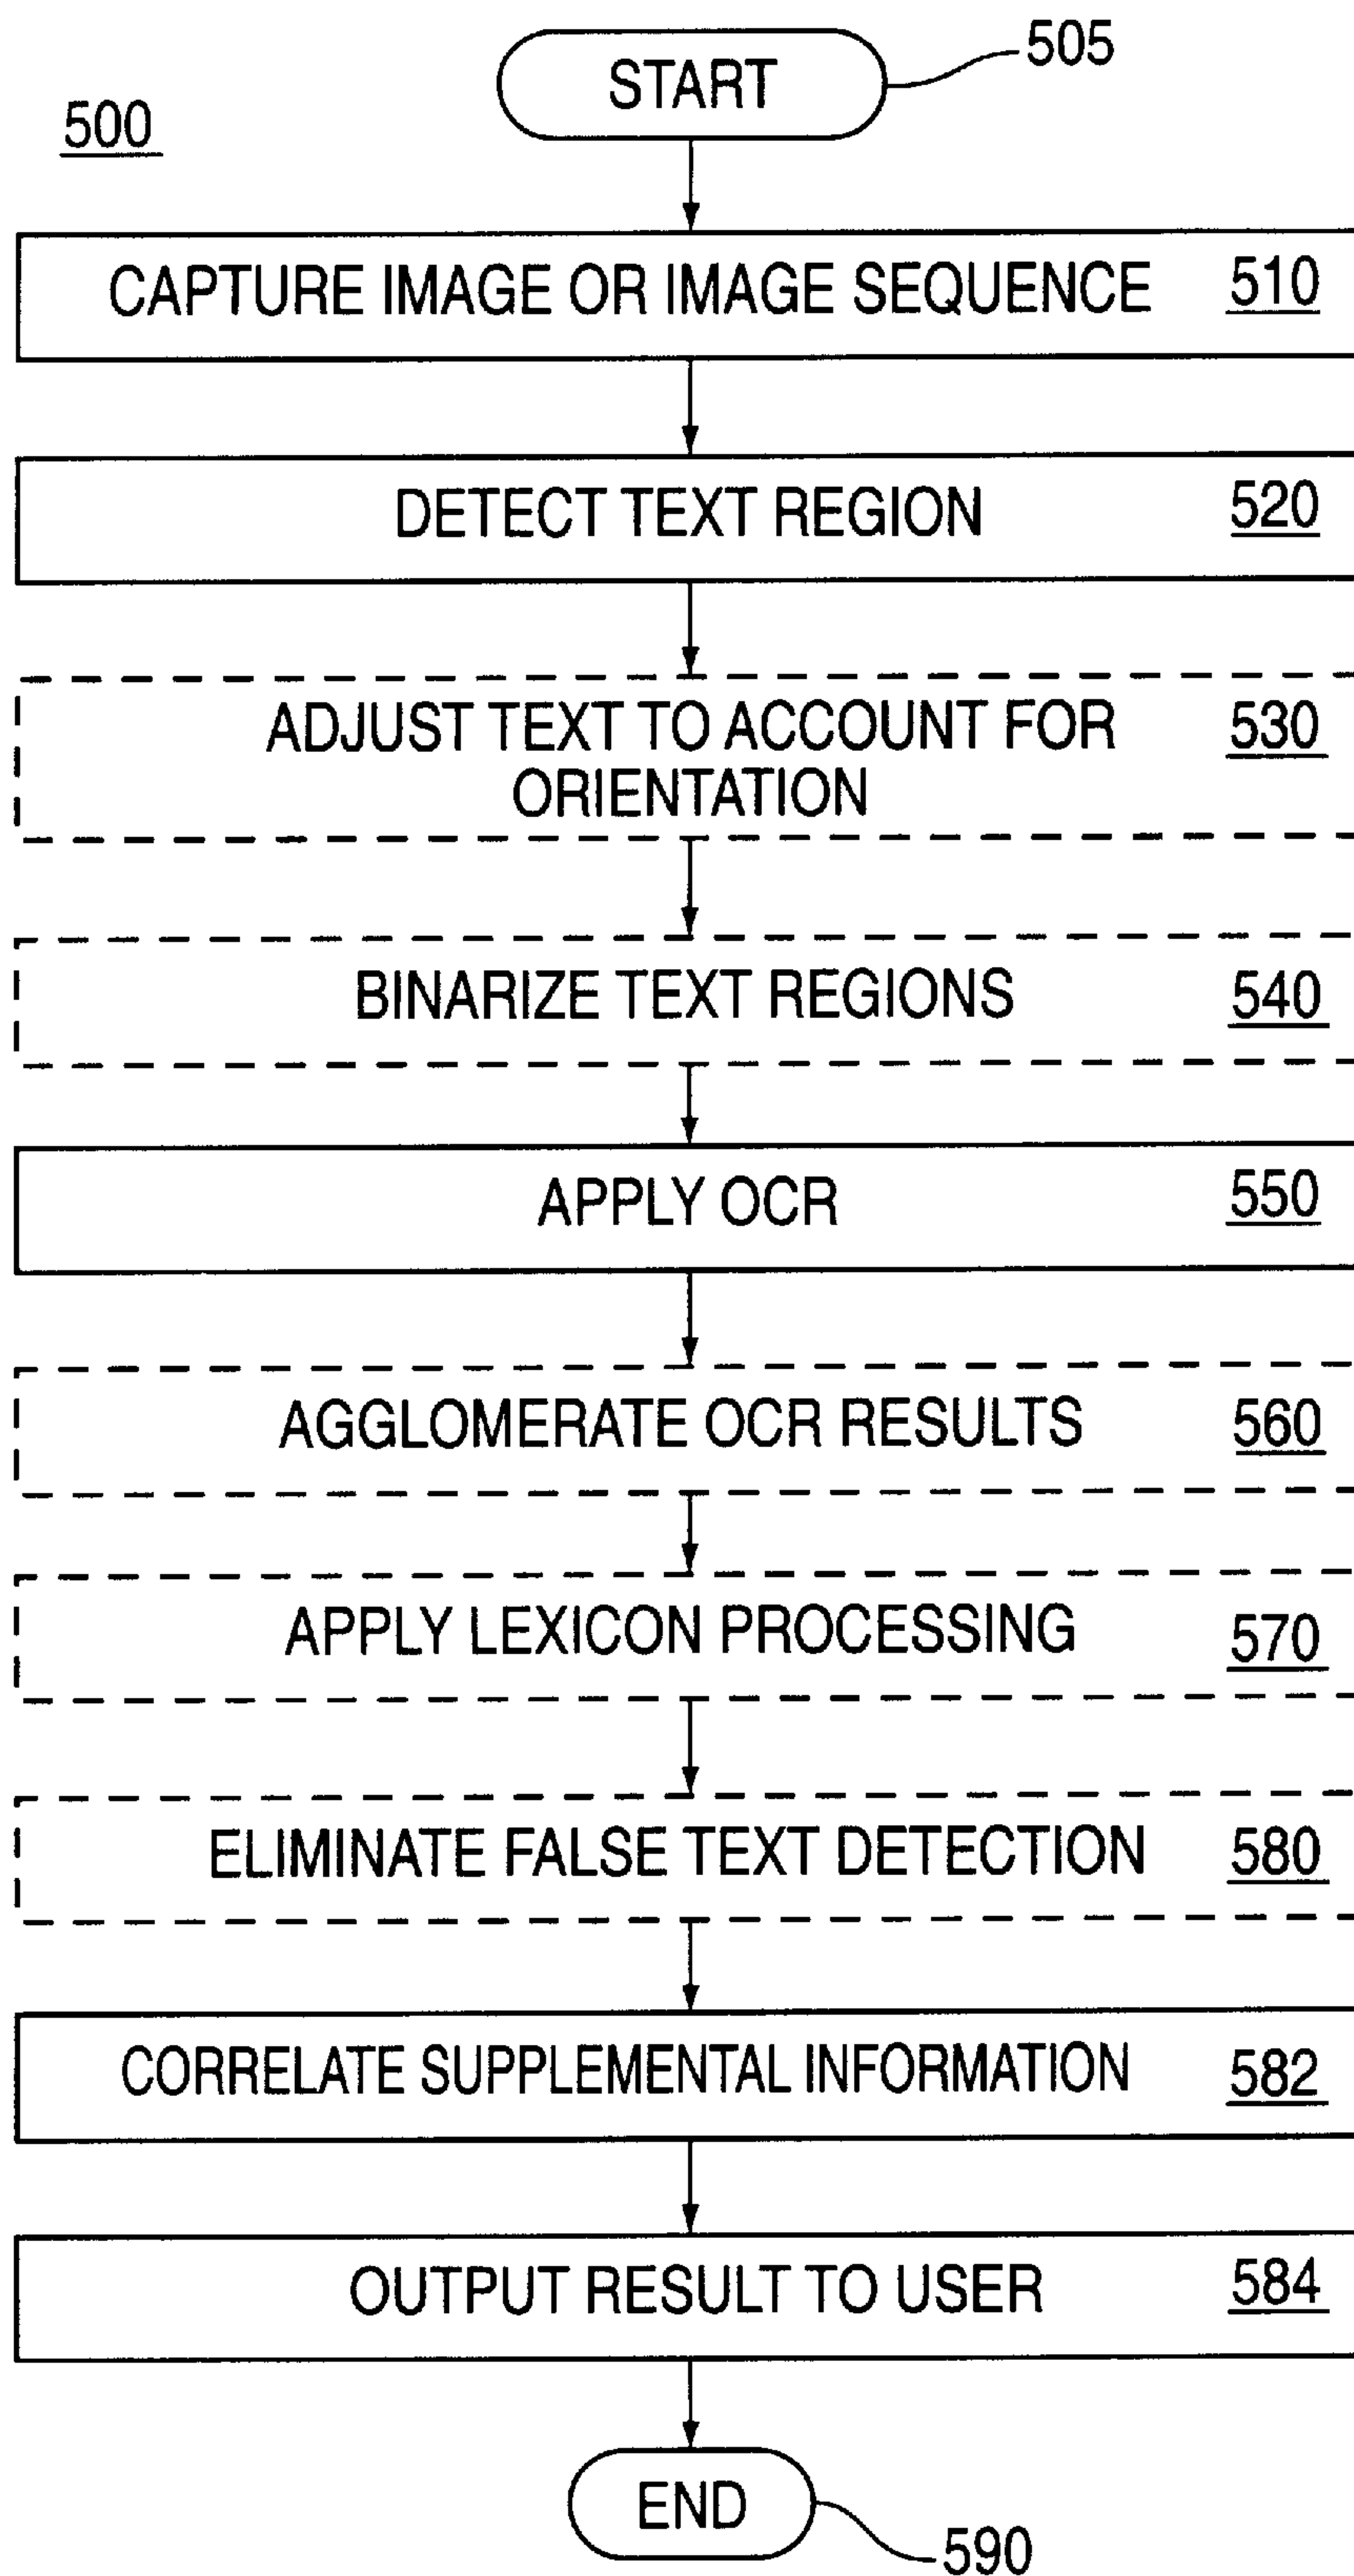 START 505
500
CAPTURE IMAGE OR IMAGE SEQUENCE 510
DETECT TEXT REGION 520
ADJUST TEXT TO ACCOUNT FOR 530
ORIENTATION
BINARIZE TEXT REGIONS 540
APPLY OCR 550
AGGLOMERATE OCR RESULTS 560
APPLY LEXICON PROCESSING 570
ELIMINATE FALSE TEXT DETECTION 580
CORRELATE SUPPLEMENTAL INFORMATION 582
OUTPUT RESULT TO USER 584
END 590